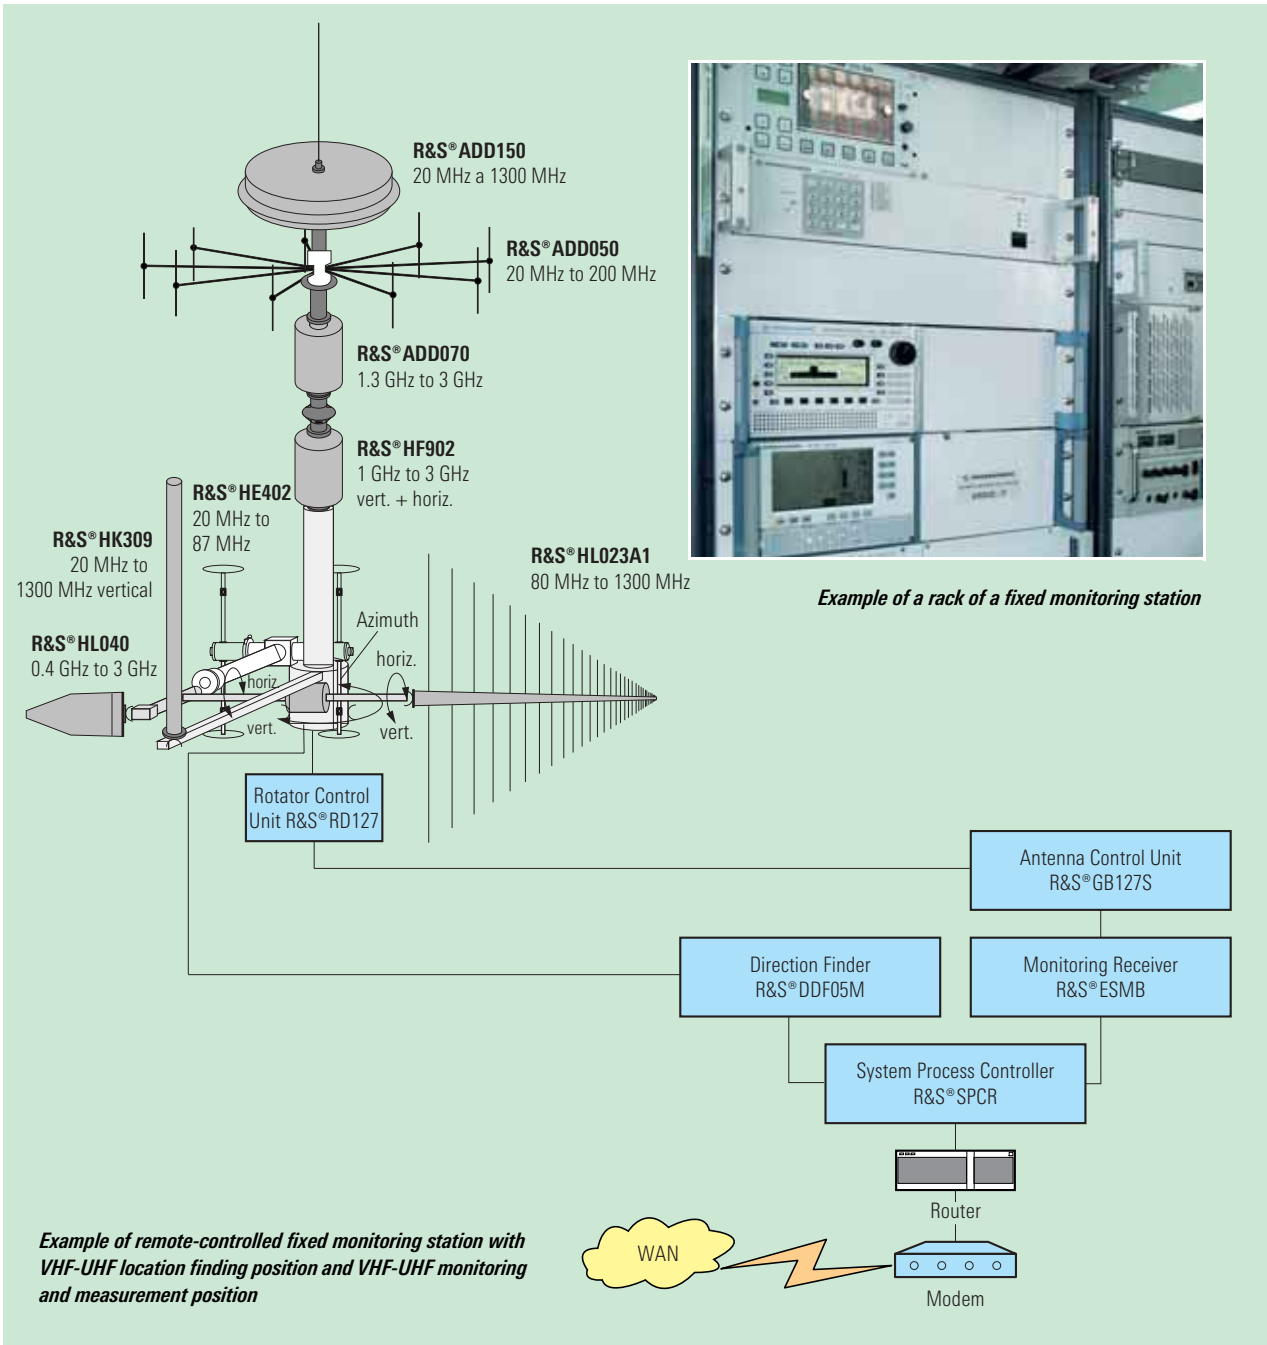 R&S®ADD150
20 MHz a 1300 MHz
R&S®ADD050
20 MHz to 200 MHz
R&S®ADD070
1.3 GHz to 3 GHz
R&S®HF902
1 GHz to 3 GHz
vert. + horiz.
R&S®HE402
20 MHz to
87 MHz
R&S®HK309
20 MHz to
1300 MHz vertical
R&S®HL040
0.4 GHz to 3 GHz
R&S®HL023A1
80 MHz to 1300 MHz
Example of a rack of a fixed monitoring station
Azimuth
horiz.
horiz.
vert.
vert.
Rotator Control
Unit R&S®RD127
Antenna Control Unit
R&S®GB127S
Direction Finder
R&S®DDF05M
Monitoring Receiver
R&S®ESMB
System Process Controller
R&S®SPCR
Router
WAN
Modem
Example of remote-controlled fixed monitoring station with
VHF-UHF location finding position and VHF-UHF monitoring
and measurement position